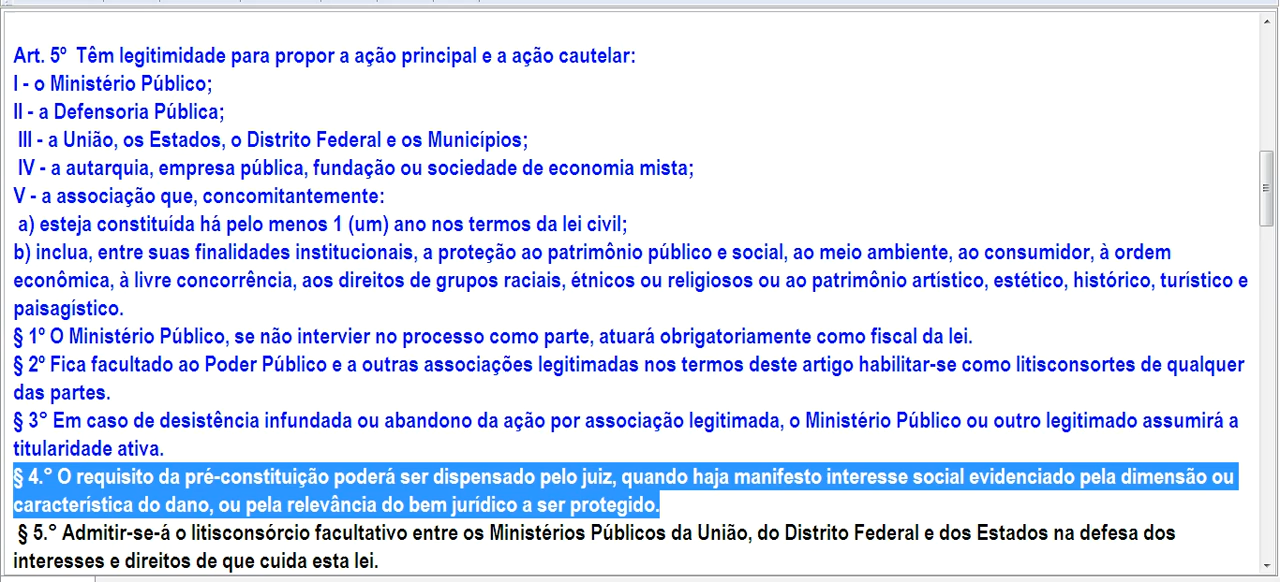 Art. 5º  Têm legitimidade para propor a ação principal e a ação cautelar:
I - o Ministério Público;
II - a Defensoria Pública;
III - a União, os Estados, o Distrito Federal e os Municípios;
IV - a autarquia, empresa pública, fundação ou sociedade de economia mista;
V - a associação que, concomitantemente:
a) esteja constituída há pelo menos 1 (um) ano nos termos da lei civil;
b) inclua, entre suas finalidades institucionais, a proteção ao patrimônio público e social, ao meio ambiente, ao consumidor, à ordem
econômica, à livre concorrência, aos direitos de grupos raciais, étnicos ou religiosos ou ao patrimônio artístico, estético, histórico, turístico e
paisagístico.
§ 1º O Ministério Público, se não intervier no processo como parte, atuará obrigatoriamente como fiscal da lei.
§ 2º Fica facultado ao Poder Público e a outras associações legitimadas nos termos deste artigo habilitar-se como litisconsortes de qualquer
das partes.
§ 3° Em caso de desistência infundada ou abandono da ação por associação legitimada, o Ministério Público ou outro legitimado assumirá a
titularidade ativa.
§ 4.° O requisito da pré-constituição poderá ser dispensado pelo juiz, quando haja manifesto interesse social evidenciado pela dimensão ou
característica do dano, ou pela relevância do bem jurídico a ser protegido.
§ 5.° Admitir-se-á o litisconsórcio facultativo entre os Ministérios Públicos da União, do Distrito Federal e dos Estados na defesa dos
interesses e direitos de que cuida esta lei.